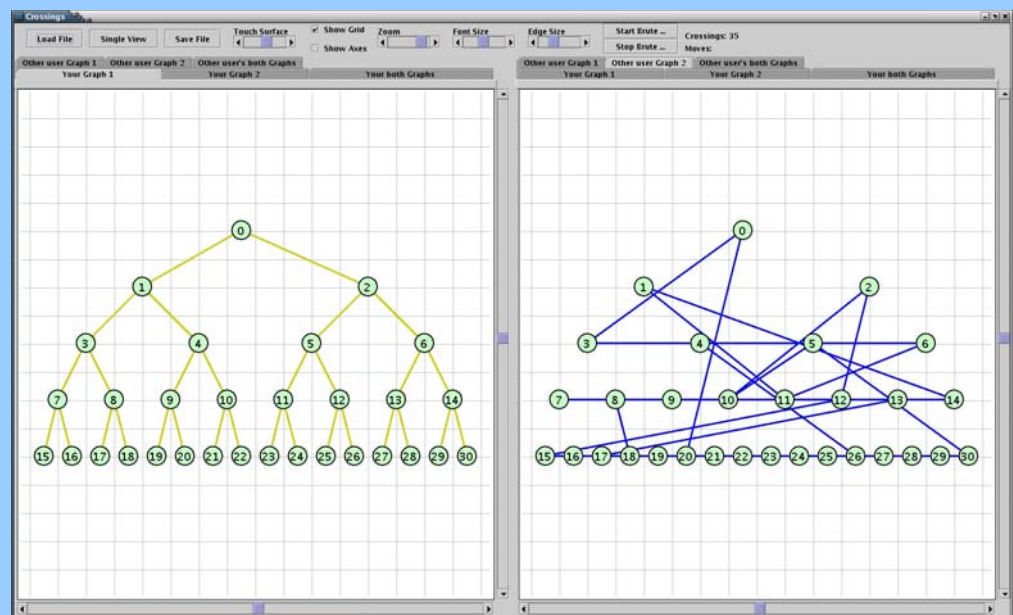 Crossings
Load File Single View Save File Touch Surface Show Grid Show Axes Zoom Font Size Edge Size Start Brute ... Stop Brute ... Crossings: 35 Moves:
Other user Graph 1 Other user Graph 2 Other user's both Graphs
Your Graph 1 Your Graph 2 Your both Graphs
0
1 2
3 4 5 6
7 8 9 10 11 12 13 14
15 16 17 18 19 20 21 22 23 24 25 26 27 28 29 30
Other user Graph 1 Other user Graph 2 Other user's both Graphs
Your Graph 1 Your Graph 2 Your both Graphs
0
1 2
3 4 5 6
7 8 9 10 11 12 13 14
15 16 17 18 19 20 21 22 23 24 25 26 27 28 29 30